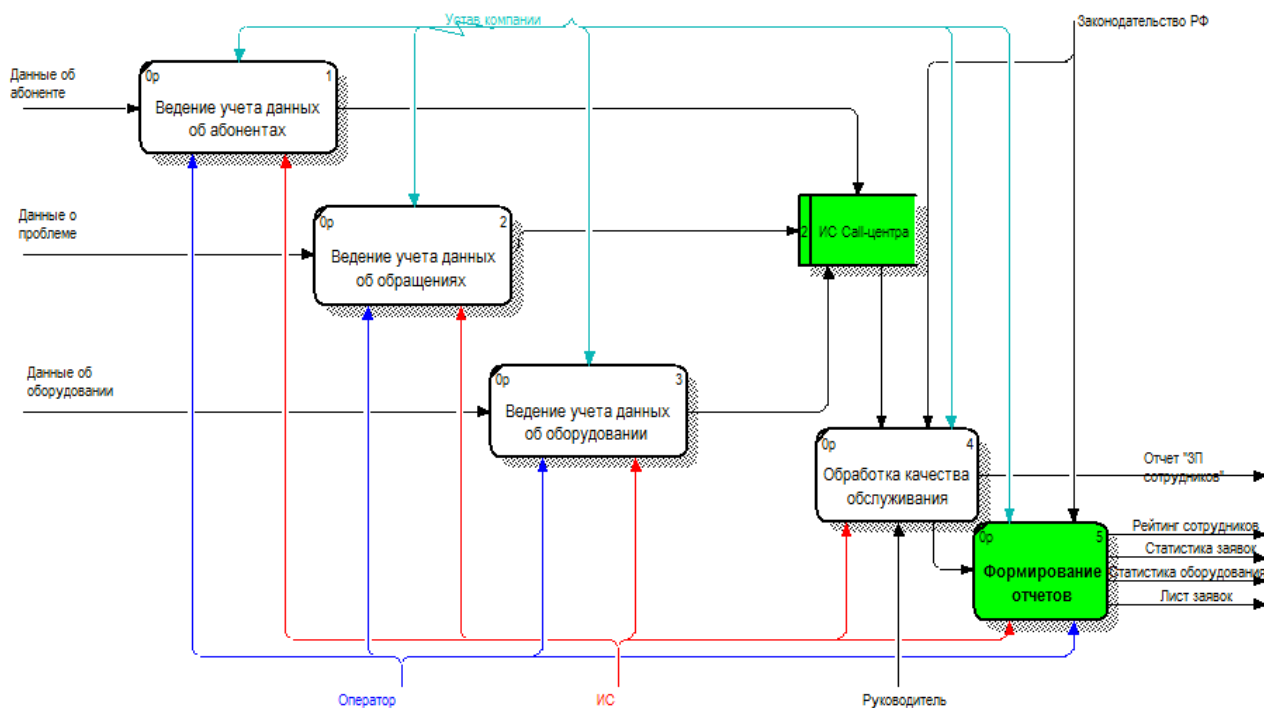 Устав компании
Законодательство РФ
Данные об
абоненте
0р
1
Ведение учета данных
об абонентах
Данные о
проблеме
0р
2
Ведение учета данных
об обращениях
2
ИС Call-центра
Данные об
оборудовании
0р
3
Ведение учета данных
об оборудовании
0р
4
Обработка качества
обслуживания
Отчет "ЗП
сотрудников"
0р
5
Формирование
отчетов
Рейтинг сотрудников
Статистика заявок
Статистика оборудования
Лист заявок
Оператор
ИС
Руководитель